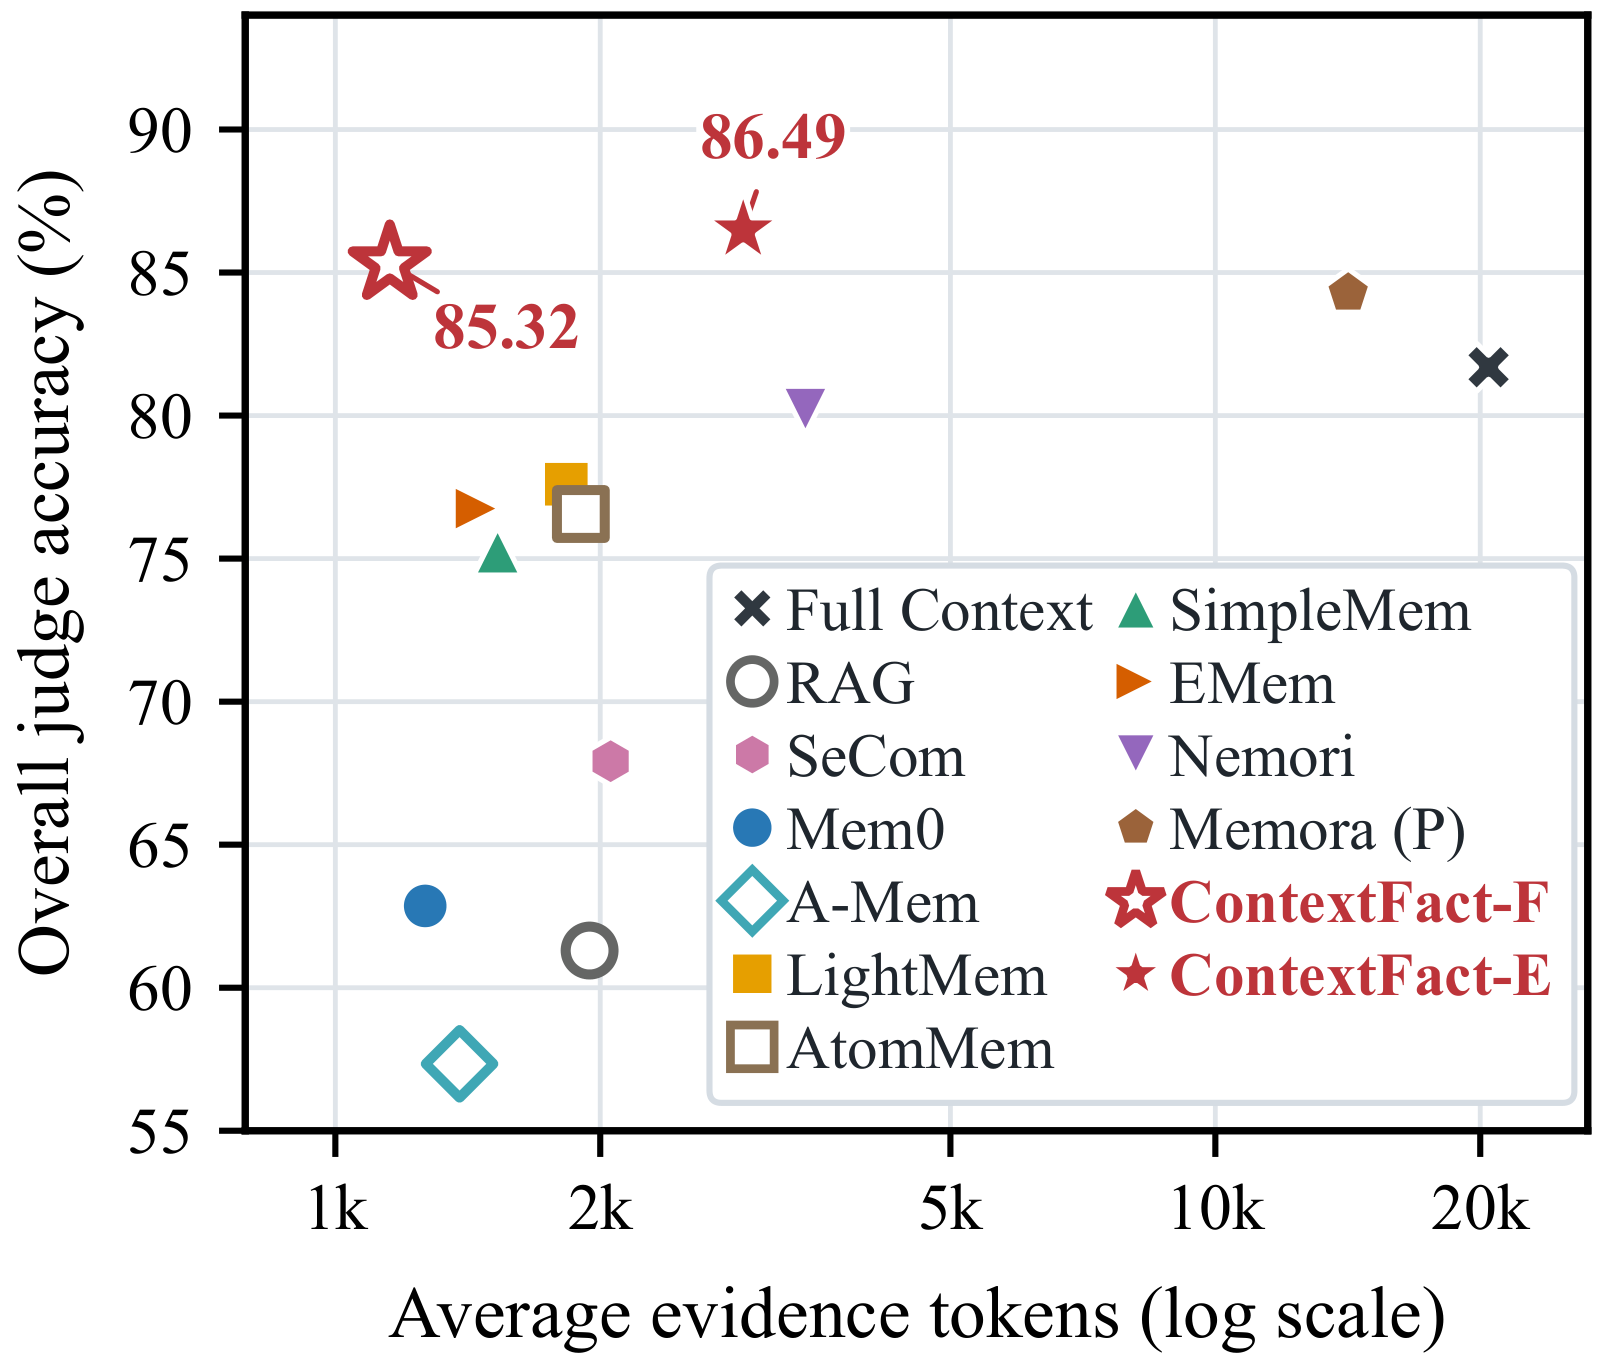 Overall judge accuracy (%)
90
85
80
75
70
65
60
55
86.49
85.32
Full Context
RAG
SeCom
Mem0
A-Mem
LightMem
AtomMem
SimpleMem
EMem
Nemori
Memora (P)
ContextFact-F
ContextFact-E
1k 2k 5k 10k 20k
Average evidence tokens (log scale)